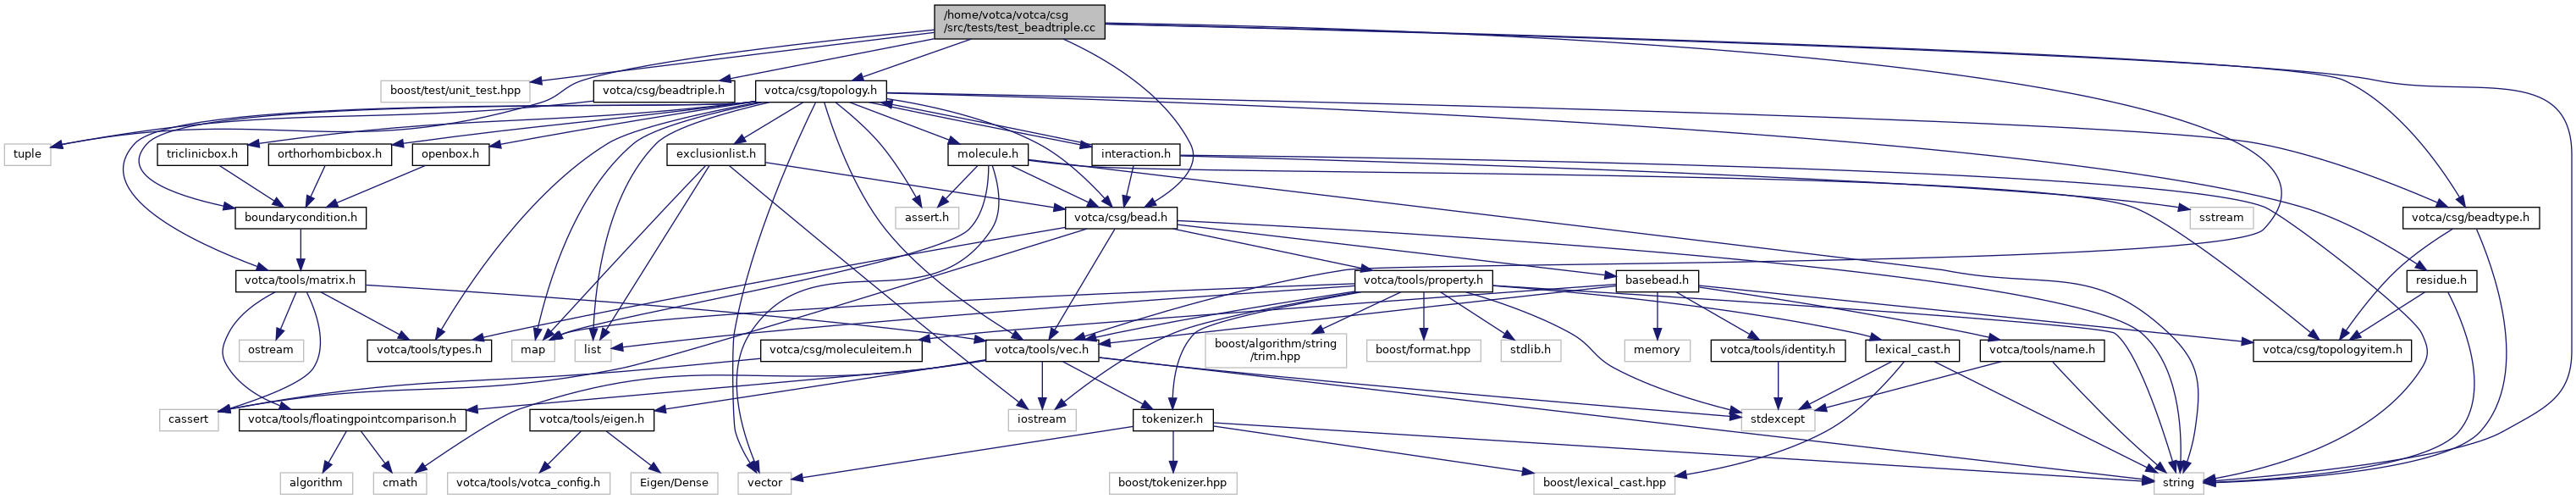 /home/votca/votca/csg
/src/tests/test_beadtriple.cc
boost/test/unit_test.hpp
votca/csg/beadtriple.h
votca/csg/topology.h
tuple
triclinicbox.h
orthorhombicbox.h
openbox.h
exclusionlist.h
molecule.h
interaction.h
boundarycondition.h
assert.h
votca/csg/bead.h
sstream
votca/csg/beadtype.h
votca/tools/matrix.h
votca/tools/property.h
basebead.h
residue.h
ostream
votca/tools/types.h
map
list
votca/csg/moleculeitem.h
votca/tools/vec.h
boost/algorithm/string
/trim.hpp
boost/format.hpp
stdlib.h
memory
votca/tools/identity.h
lexical_cast.h
votca/tools/name.h
votca/csg/topologyitem.h
cassert
votca/tools/floatingpointcomparison.h
votca/tools/eigen.h
iostream
tokenizer.h
stdexcept
algorithm
cmath
votca/tools/votca_config.h
Eigen/Dense
vector
boost/tokenizer.hpp
boost/lexical_cast.hpp
string